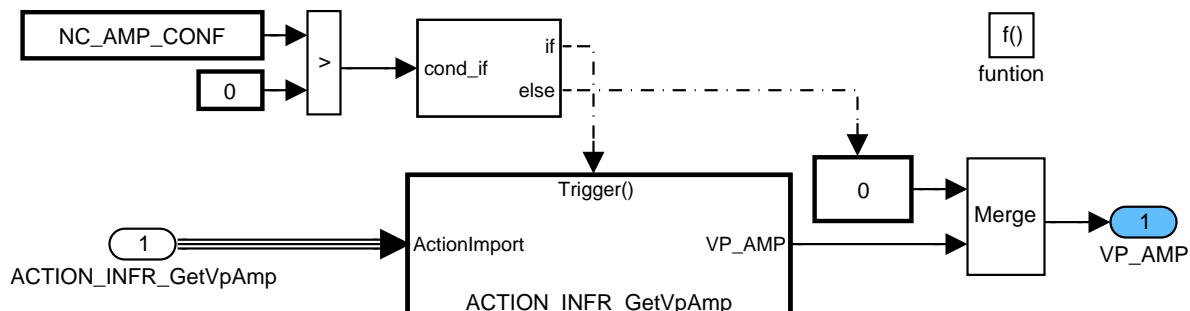 NC_AMP_CONF
0
>
cond_if
if
else
f()
funtion
Trigger()
0
Merge
1
VP_AMP
1
ACTION_INFR_GetVpAmp
ActionImport
VP_AMP
ACTION_INFR_GetVpAmp